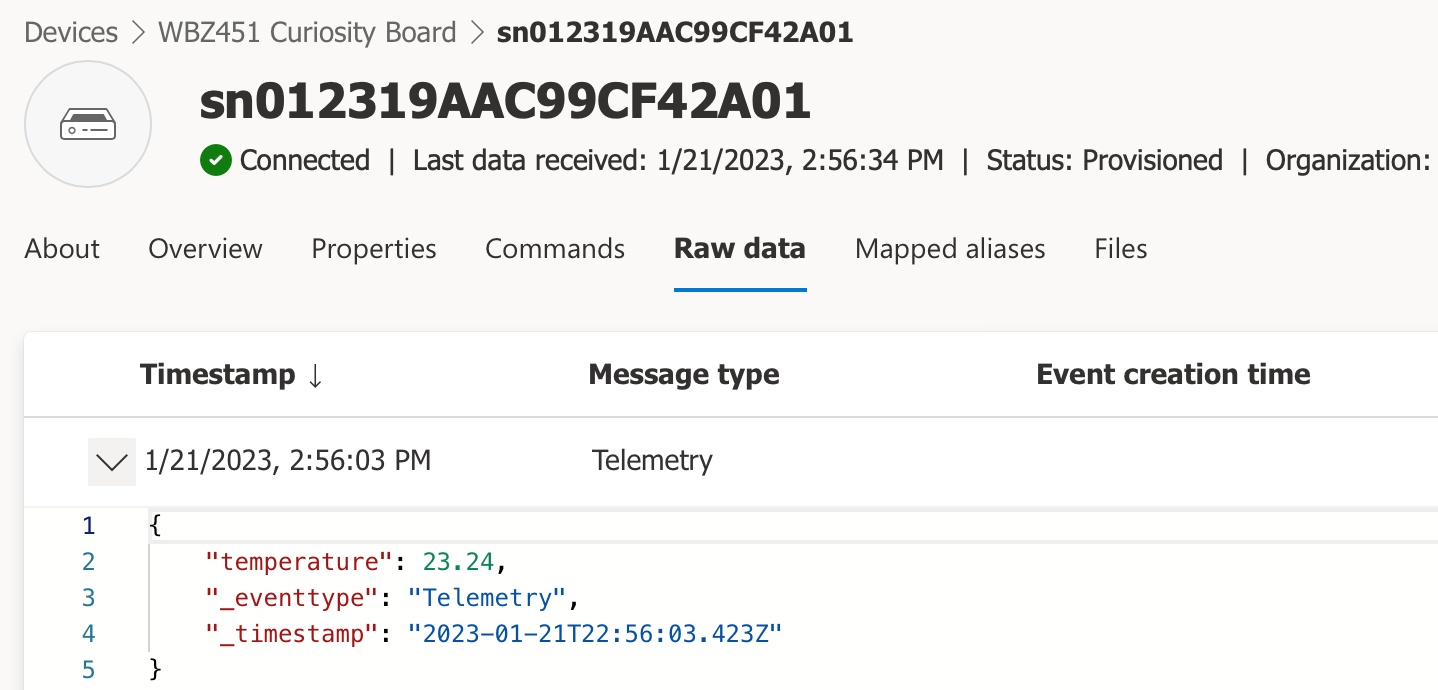 Devices > WBZ451 Curiosity Board > sn012319AAC99CF42A01
sn012319AAC99CF42A01
Connected | Last data received: 1/21/2023, 2:56:34 PM | Status: Provisioned | Organization:
About Overview Properties Commands Raw data Mapped aliases Files
Timestamp ↓ Message type Event creation time
1/21/2023, 2:56:03 PM Telemetry
1 {
2 "temperature": 23.24,
3 "_eventtype": "Telemetry",
4 "_timestamp": "2023-01-21T22:56:03.423Z"
5 }